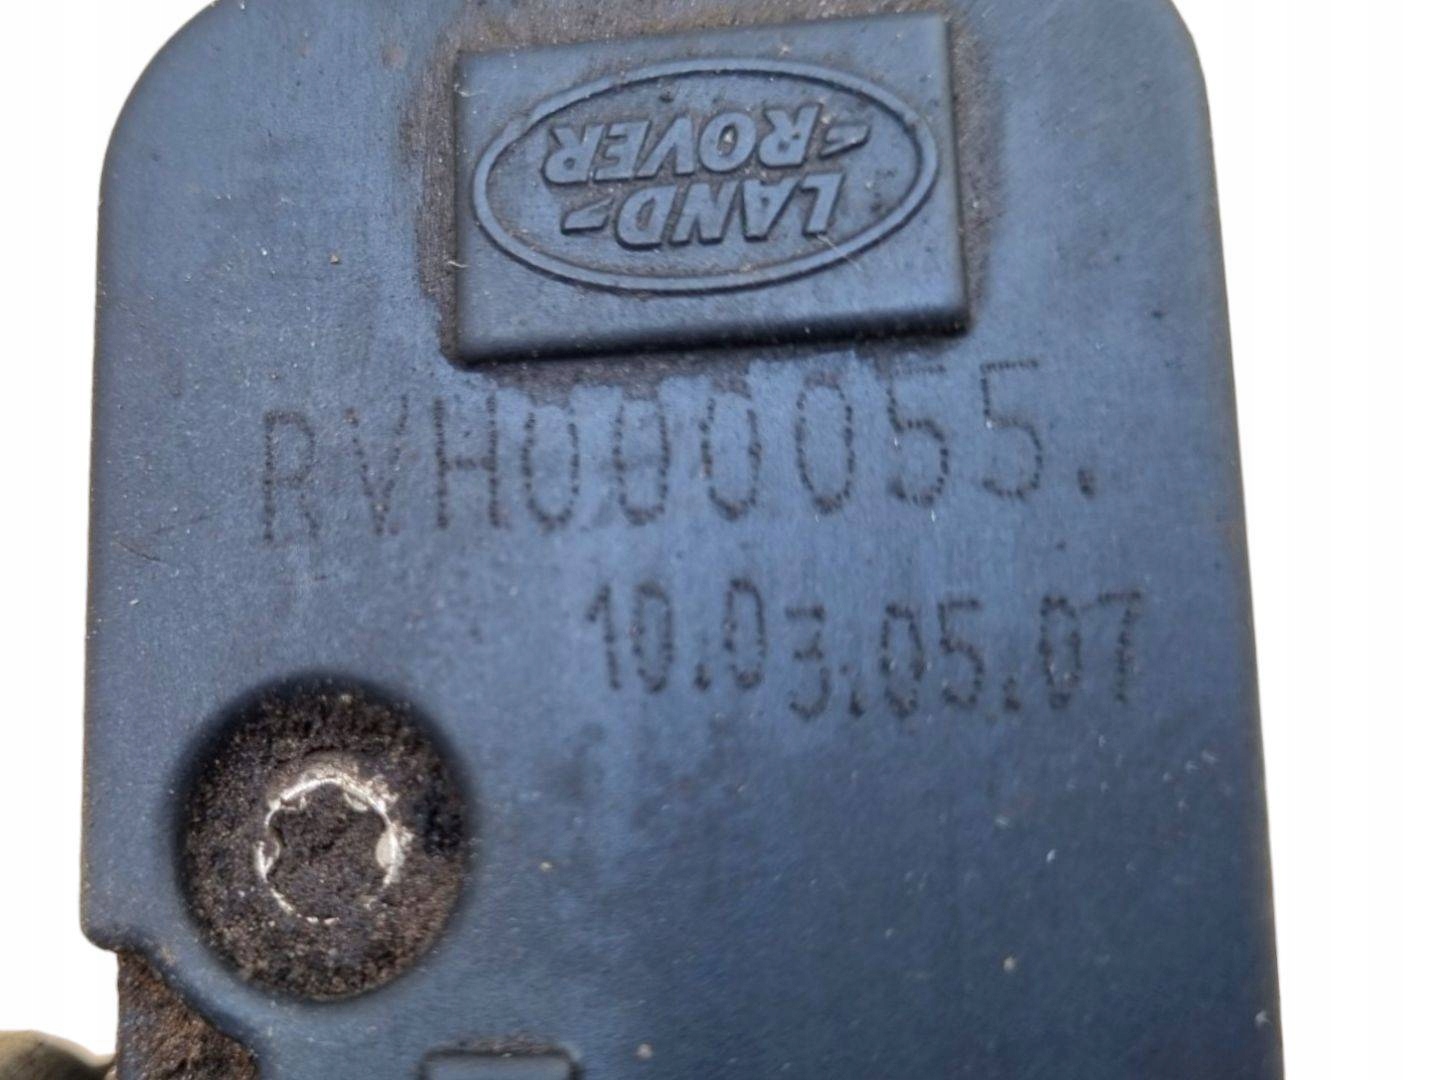 LAND-
-ROVER
RVH000055.
10.03.05.07